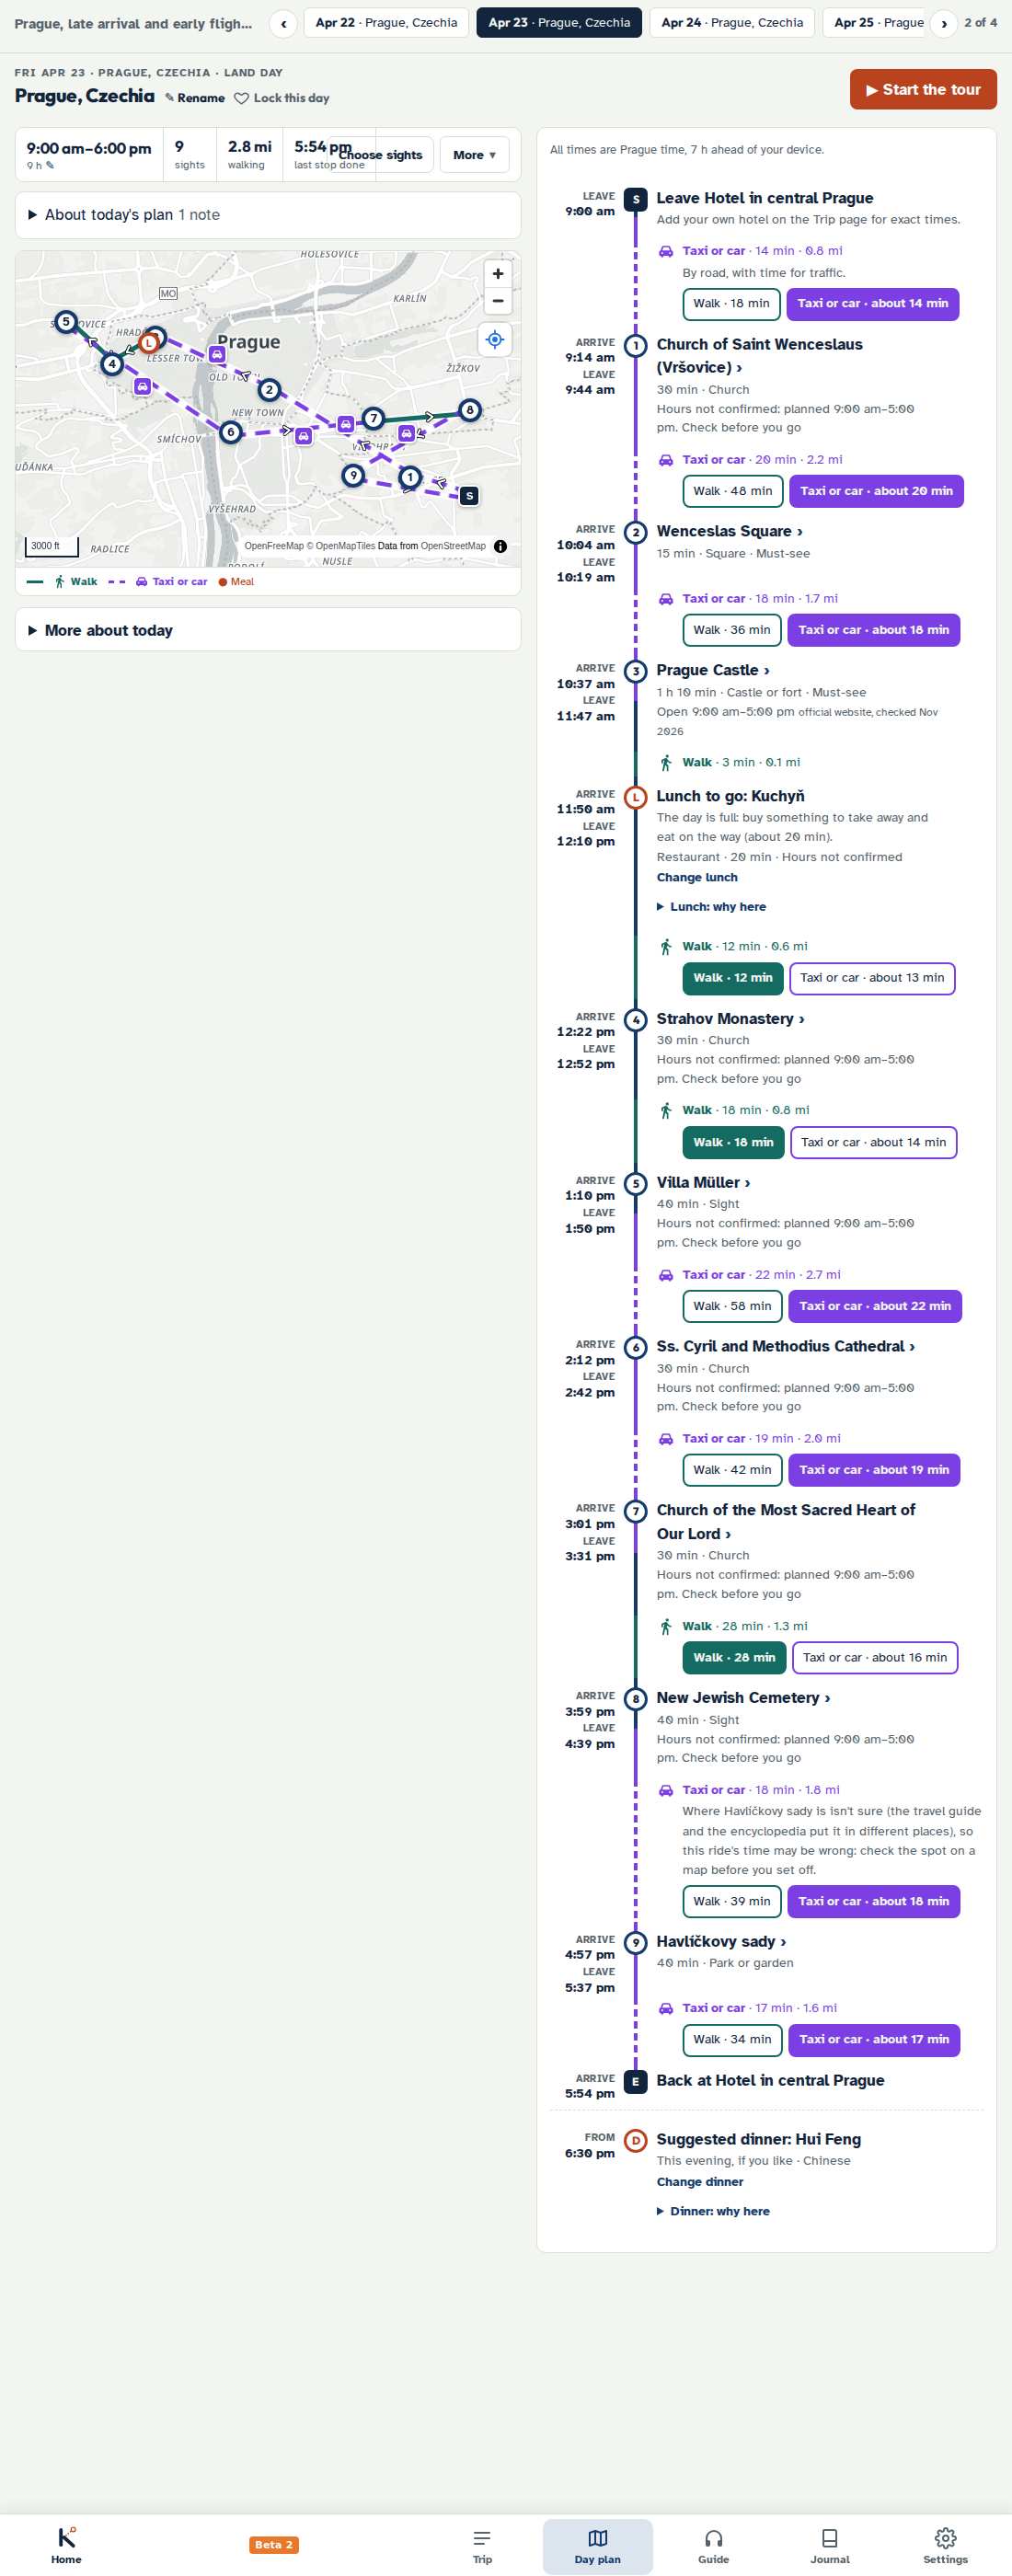 Prague, late arrival and early fligh...
‹
Apr 22 · Prague, Czechia
Apr 23 · Prague, Czechia
Apr 24 · Prague, Czechia
Apr 25 · Prague
›
2 of 4
FRI APR 23 · PRAGUE, CZECHIA · LAND DAY
Prague, Czechia
✎ Rename
Lock this day
▶ Start the tour
9:00 am–6:00 pm
9 h ✎
9
sights
2.8 mi
walking
5:54 pm
last stop done
Choose sights
More ▾
▶ About today's plan 1 note
HOLEŠOVICE
MO
KARLÍN
Prague
LESSER TOW
OLD TO
ŽIŽKOV
NEW TOWN
SMÍCHOV
VYŠEHRAD
RADLICE
NUSLE
5
4
L
2
6
7
8
9
1
S
+
−
3000 ft
OpenFreeMap © OpenMapTiles Data from OpenStreetMap
Walk
Taxi or car
Meal
▶ More about today
All times are Prague time, 7 h ahead of your device.
LEAVE
9:00 am
S
Leave Hotel in central Prague
Add your own hotel on the Trip page for exact times.
Taxi or car · 14 min · 0.8 mi
By road, with time for traffic.
Walk · 18 min
Taxi or car · about 14 min
ARRIVE
9:14 am
LEAVE
9:44 am
1
Church of Saint Wenceslaus
(Vršovice) ›
30 min · Church
Hours not confirmed: planned 9:00 am–5:00
pm. Check before you go
Taxi or car · 20 min · 2.2 mi
Walk · 48 min
Taxi or car · about 20 min
ARRIVE
10:04 am
LEAVE
10:19 am
2
Wenceslas Square ›
15 min · Square · Must-see
Taxi or car · 18 min · 1.7 mi
Walk · 36 min
Taxi or car · about 18 min
ARRIVE
10:37 am
LEAVE
11:47 am
3
Prague Castle ›
1 h 10 min · Castle or fort · Must-see
Open 9:00 am–5:00 pm official website, checked Nov
2026
Walk · 3 min · 0.1 mi
ARRIVE
11:50 am
LEAVE
12:10 pm
L
Lunch to go: Kuchyň
The day is full: buy something to take away and
eat on the way (about 20 min).
Restaurant · 20 min · Hours not confirmed
Change lunch
▶ Lunch: why here
Walk · 12 min · 0.6 mi
Walk · 12 min
Taxi or car · about 13 min
ARRIVE
12:22 pm
LEAVE
12:52 pm
4
Strahov Monastery ›
30 min · Church
Hours not confirmed: planned 9:00 am–5:00
pm. Check before you go
Walk · 18 min · 0.8 mi
Walk · 18 min
Taxi or car · about 14 min
ARRIVE
1:10 pm
LEAVE
1:50 pm
5
Villa Müller ›
40 min · Sight
Hours not confirmed: planned 9:00 am–5:00
pm. Check before you go
Taxi or car · 22 min · 2.7 mi
Walk · 58 min
Taxi or car · about 22 min
ARRIVE
2:12 pm
LEAVE
2:42 pm
6
Ss. Cyril and Methodius Cathedral ›
30 min · Church
Hours not confirmed: planned 9:00 am–5:00
pm. Check before you go
Taxi or car · 19 min · 2.0 mi
Walk · 42 min
Taxi or car · about 19 min
ARRIVE
3:01 pm
LEAVE
3:31 pm
7
Church of the Most Sacred Heart of
Our Lord ›
30 min · Church
Hours not confirmed: planned 9:00 am–5:00
pm. Check before you go
Walk · 28 min · 1.3 mi
Walk · 28 min
Taxi or car · about 16 min
ARRIVE
3:59 pm
LEAVE
4:39 pm
8
New Jewish Cemetery ›
40 min · Sight
Hours not confirmed: planned 9:00 am–5:00
pm. Check before you go
Taxi or car · 18 min · 1.8 mi
Where Havlíčkovy sady is isn't sure (the travel guide
and the encyclopedia put it in different places), so
this ride's time may be wrong: check the spot on a
map before you set off.
Walk · 39 min
Taxi or car · about 18 min
ARRIVE
4:57 pm
LEAVE
5:37 pm
9
Havlíčkovy sady ›
40 min · Park or garden
Taxi or car · 17 min · 1.6 mi
Walk · 34 min
Taxi or car · about 17 min
ARRIVE
5:54 pm
E
Back at Hotel in central Prague
FROM
6:30 pm
D
Suggested dinner: Hui Feng
This evening, if you like · Chinese
Change dinner
▶ Dinner: why here
Home
Beta 2
Trip
Day plan
Guide
Journal
Settings